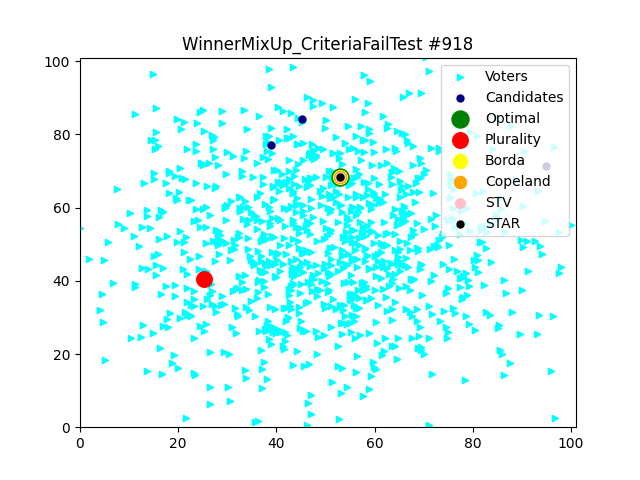 WinnerMixUp_CriteriaFailTest #918
100
80
60
40
20
0
0
20
40
60
80
100
Voters
Candidates
Optimal
Plurality
Borda
Copeland
STV
STAR